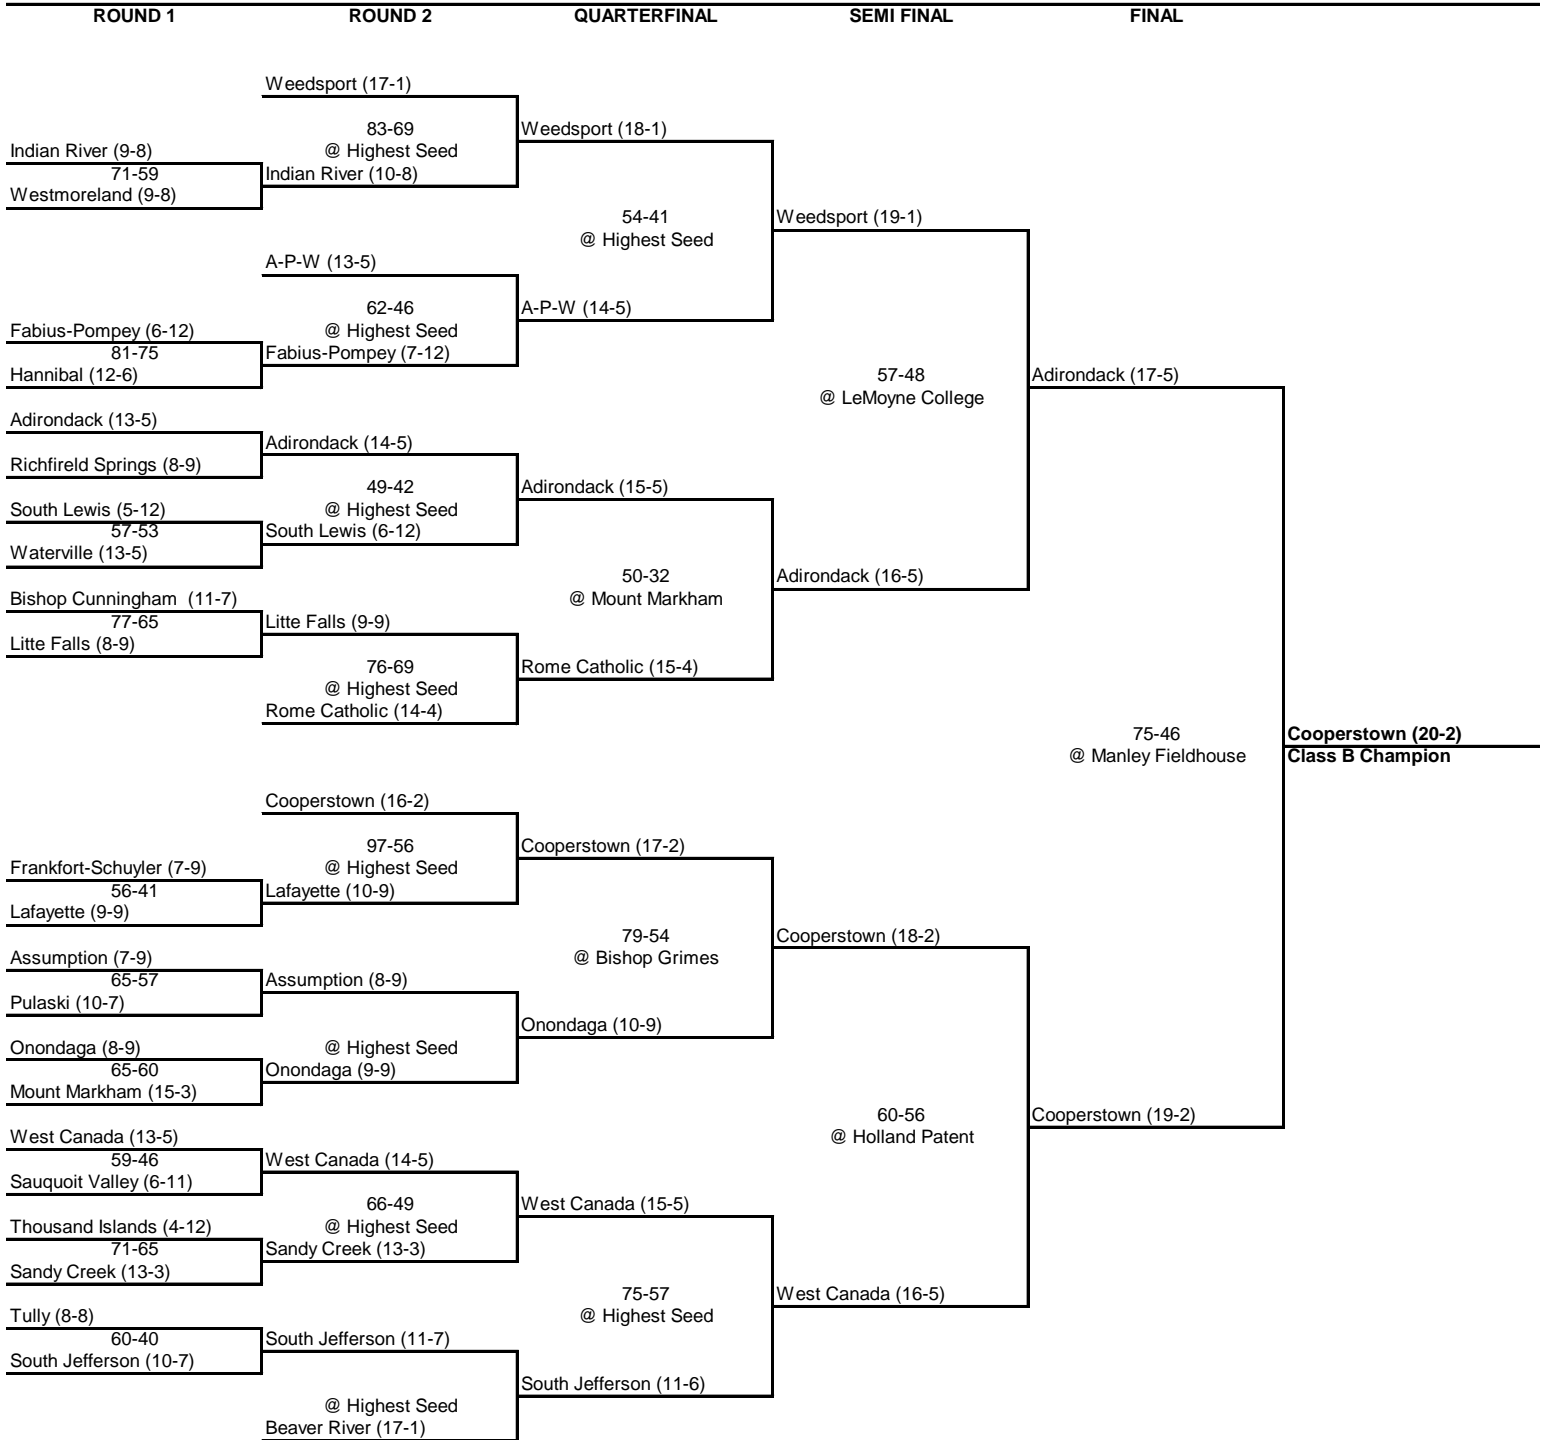 ROUND 1 ROUND 2 QUARTERFINAL SEMI FINAL FINAL
Weedsport (17-1)
83-69
@ Highest Seed
Weedsport (18-1)
Indian River (9-8)
71-59
Westmoreland (9-8)
Indian River (10-8)
54-41
@ Highest Seed
Weedsport (19-1)
A-P-W (13-5)
62-46
@ Highest Seed
A-P-W (14-5)
Fabius-Pompey (6-12)
81-75
Hannibal (12-6)
Fabius-Pompey (7-12)
57-48
@ LeMoyne College
Adirondack (17-5)
Adirondack (13-5)
Richfireld Springs (8-9)
Adirondack (14-5)
49-42
@ Highest Seed
Adirondack (15-5)
South Lewis (5-12)
57-53
Waterville (13-5)
South Lewis (6-12)
50-32
@ Mount Markham
Adirondack (16-5)
Bishop Cunningham (11-7)
77-65
Litte Falls (8-9)
Litte Falls (9-9)
76-69
@ Highest Seed
Rome Catholic (15-4)
Rome Catholic (14-4)
75-46
@ Manley Fieldhouse
Cooperstown (20-2)
Class B Champion
Cooperstown (16-2)
97-56
@ Highest Seed
Cooperstown (17-2)
Frankfort-Schuyler (7-9)
56-41
Lafayette (9-9)
Lafayette (10-9)
79-54
@ Bishop Grimes
Cooperstown (18-2)
Assumption (7-9)
65-57
Pulaski (10-7)
Assumption (8-9)
@ Highest Seed
Onondaga (10-9)
Onondaga (8-9)
65-60
Mount Markham (15-3)
Onondaga (9-9)
60-56
@ Holland Patent
Cooperstown (19-2)
West Canada (13-5)
59-46
Sauquoit Valley (6-11)
West Canada (14-5)
66-49
@ Highest Seed
West Canada (15-5)
Thousand Islands (4-12)
71-65
Sandy Creek (13-3)
Sandy Creek (13-3)
75-57
@ Highest Seed
West Canada (16-5)
Tully (8-8)
60-40
South Jefferson (10-7)
South Jefferson (11-7)
@ Highest Seed
South Jefferson (11-6)
Beaver River (17-1)